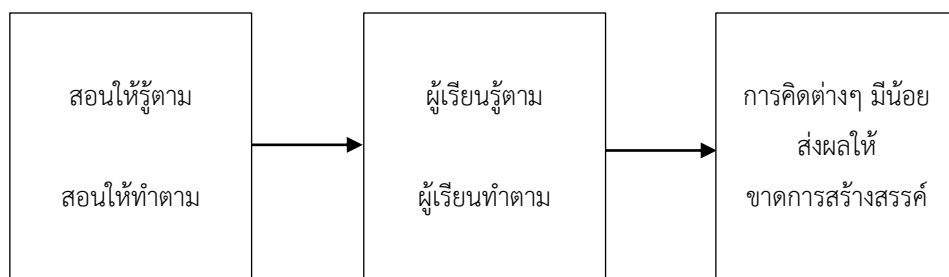 สอนให้รู้ตาม
สอนให้ทำตาม
ผู้เรียนรู้ตาม
ผู้เรียนทำตาม
การคิดต่างๆ มีน้อย
ส่งผลให้
ขาดการสร้างสรรค์